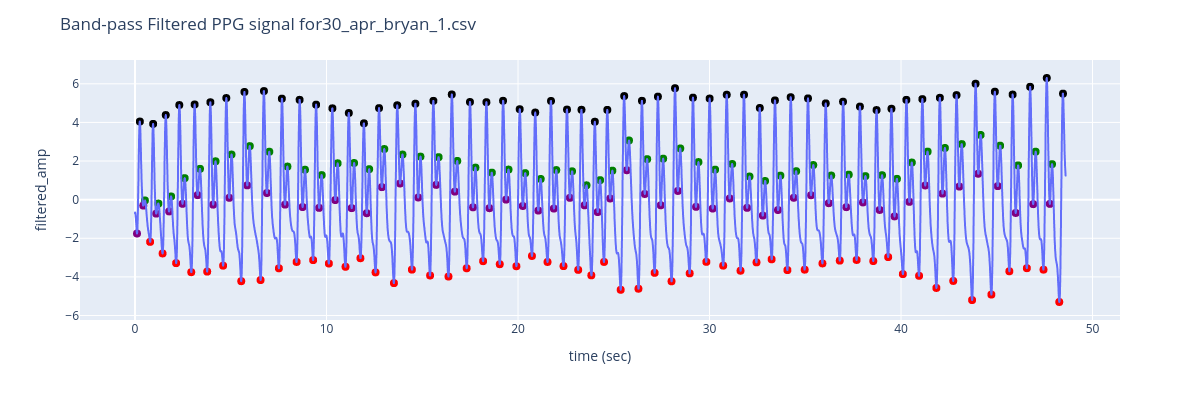 Band-pass Filtered PPG signal for30_apr_bryan_1.csv
6
4
2
0
−2
−4
−6
filtered_amp
0 10 20 30 40 50
time (sec)